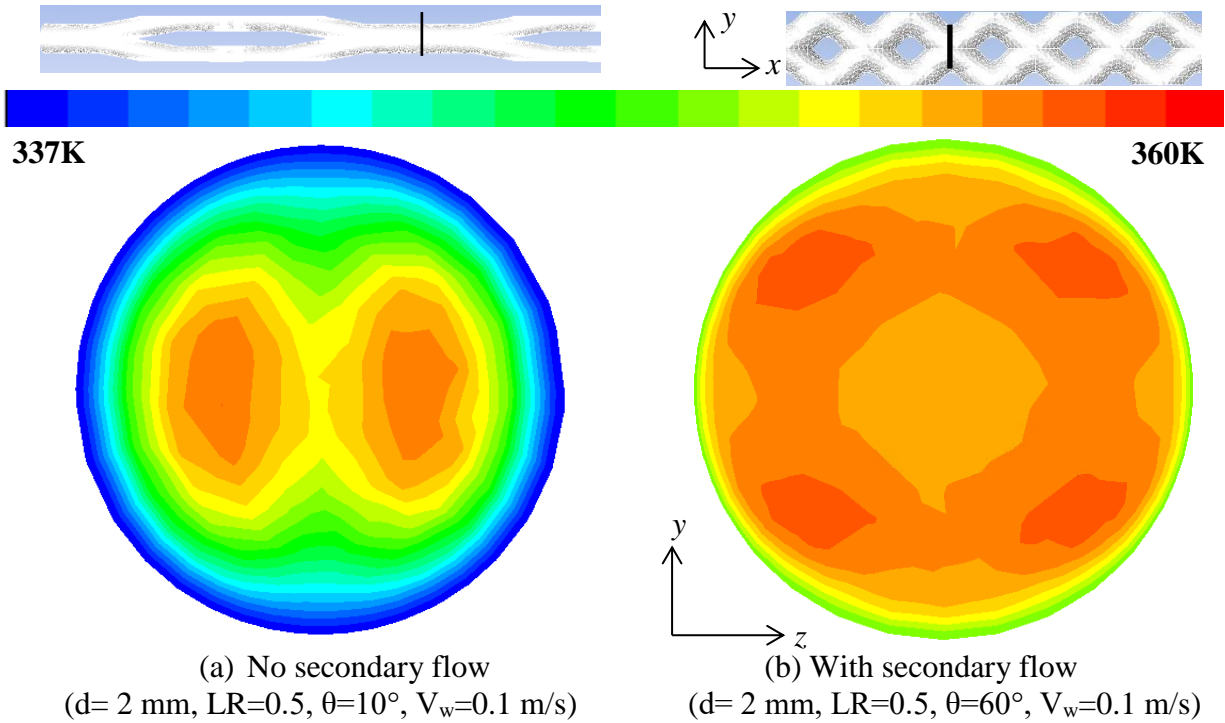 y
x
337K 360K
y
z
(a) No secondary flow
(d= 2 mm, LR=0.5, θ=10°, Vw=0.1 m/s)
(b) With secondary flow
(d= 2 mm, LR=0.5, θ=60°, Vw=0.1 m/s)